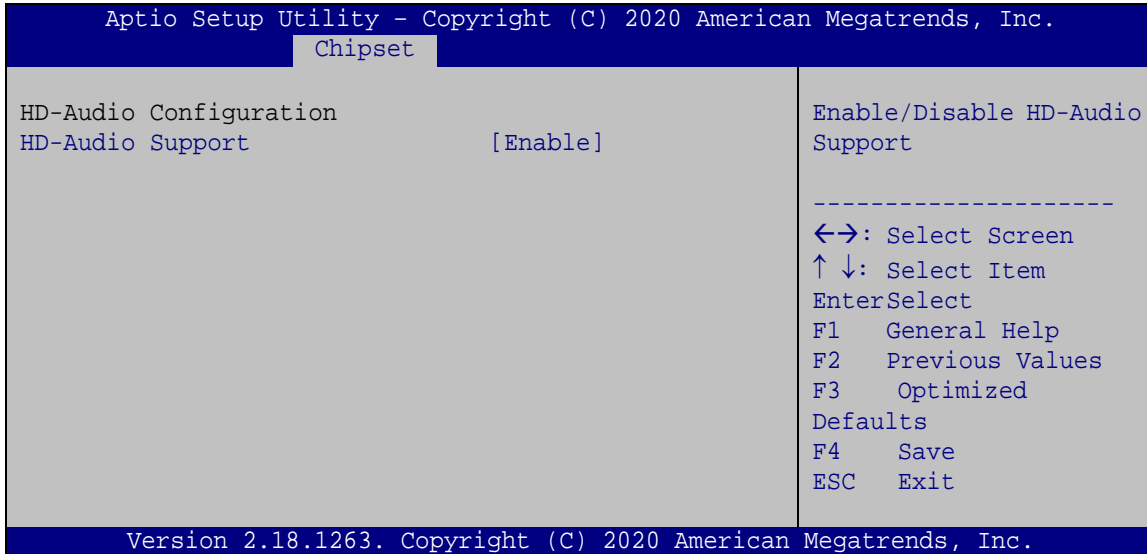 Aptio Setup Utility – Copyright (C) 2020 American Megatrends, Inc.
Chipset
HD-Audio Configuration
HD-Audio Support [Enable]
Enable/Disable HD-Audio
Support
---------------------
←→: Select Screen
↑ ↓: Select Item
EnterSelect
F1 General Help
F2 Previous Values
F3 Optimized
Defaults
F4 Save
ESC Exit
Version 2.18.1263. Copyright (C) 2020 American Megatrends, Inc.